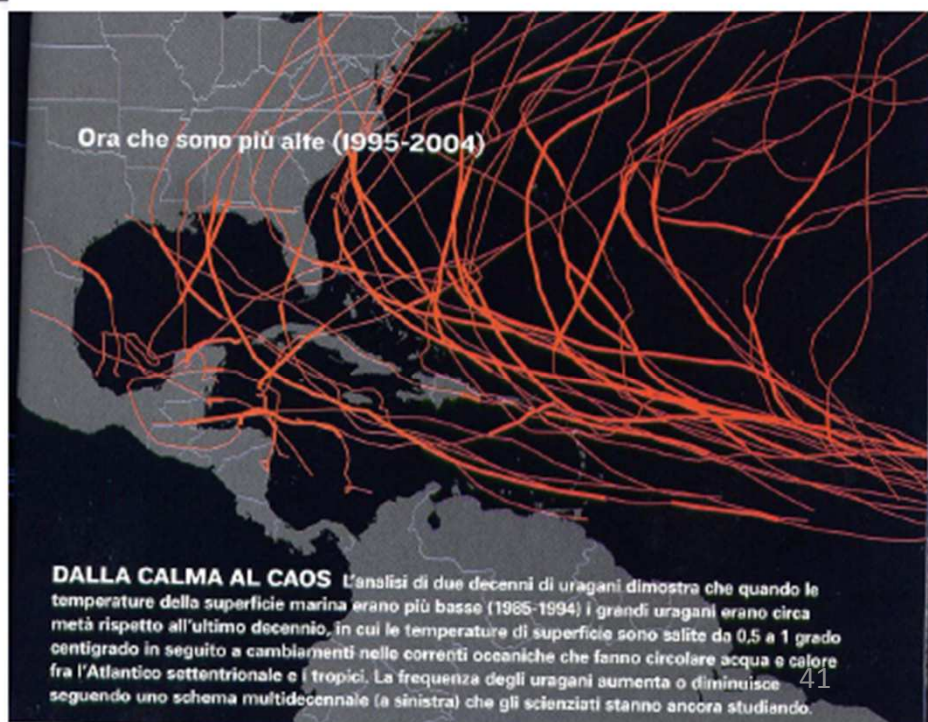 Ora che sono più alte (1995-2004)
DALLA CALMA AL CAOS L'analisi di due decenni di uragani dimostra che quando le
temperature della superficie marina erano più basse (1985-1994) i grandi uragani erano circa
metà rispetto all'ultimo decennio, in cui le temperature di superficie sono salite da 0,5 a 1 grado
centigrado in seguito a cambiamenti nelle correnti oceaniche che fanno circolare acqua e calore
fra l'Atlantico settentrionale e i tropici. La frequenza degli uragani aumenta o diminuisce
41
seguendo uno schema multidecennale (a sinistra) che gli scienziati stanno ancora studiando.